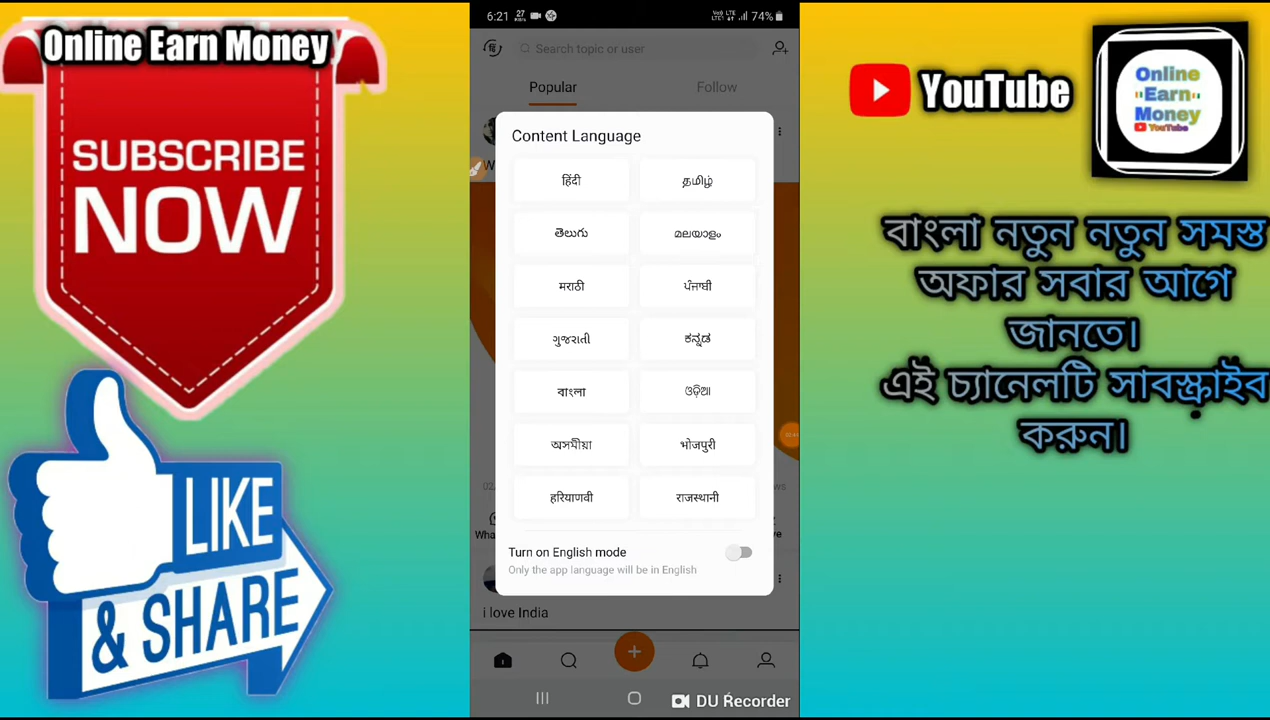 Online Earn Money
SUBSCRIBE
NOW
LIKE
& SHARE
6:21
27
KB/s
LTE
74%
Search topic or user
Popular
Follow
Content Language
हिंदी
தமிழ்
తెలుగు
മലയാളം
मराठी
ਪੰਜਾਬੀ
ગુજરાતી
ಕನ್ನಡ
বাংলা
ଓଡ଼ିଆ
অসমীয়া
भोजपुरी
हरियाणवी
राजस्थानी
Turn on English mode
Only the app language will be in English
i love India
DU Recorder
YouTube
Online
Earn
Money
YouTube
বাংলা নতুন নতুন সমস্ত
অফার সবার আগে
জানতে।
এই চ্যানেলটি সাবস্ক্রাইব
করুন।